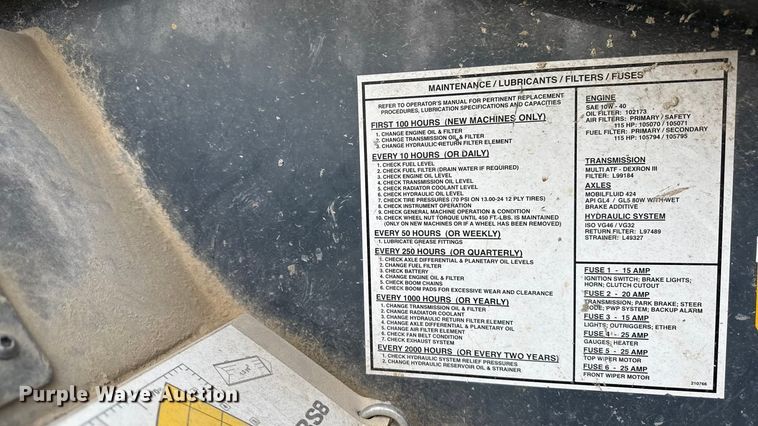 MAINTENANCE / LUBRICANTS / FILTERS / FUSES
REFER TO OPERATOR'S MANUAL FOR PERTINENT REPLACEMENT
PROCEDURES, LUBRICATION SPECIFICATIONS AND CAPACITIES
FIRST 100 HOURS (NEW MACHINES ONLY)
1. CHANGE ENGINE OIL & FILTER
2. CHANGE TRANSMISSION OIL & FILTER
3. CHANGE HYDRAULIC RETURN FILTER ELEMENT
EVERY 10 HOURS (OR DAILY)
1. CHECK FUEL LEVEL
2. CHECK FUEL FILTER (DRAIN WATER IF REQUIRED)
3. CHECK ENGINE OIL LEVEL
4. CHECK TRANSMISSION OIL LEVEL
5. CHECK RADIATOR COOLANT LEVEL
6. CHECK HYDRAULIC OIL LEVEL
7. CHECK TIRE PRESSURES (70 PSI ON 13.00-24 12 PLY TIRES)
8. CHECK INSTRUMENT OPERATION
9. CHECK GENERAL MACHINE OPERATION & CONDITION
10. CHECK WHEEL NUT TORQUE UNTIL 450 FT.-LBS. IS MAINTAINED
(ONLY ON NEW MACHINES OR IF A WHEEL HAS BEEN REMOVED)
EVERY 50 HOURS (OR WEEKLY)
1. LUBRICATE GREASE FITTINGS
EVERY 250 HOURS (OR QUARTERLY)
1. CHECK AXLE DIFFERENTIAL & PLANETARY OIL LEVELS
2. CHANGE FUEL FILTER
3. CHECK BATTERY
4. CHANGE ENGINE OIL & FILTER
5. CHECK BOOM CHAINS
6. CHECK BOOM PADS FOR EXCESSIVE WEAR AND CLEARANCE
EVERY 1000 HOURS (OR YEARLY)
1. CHANGE TRANSMISSION OIL & FILTER
2. CHANGE RADIATOR COOLANT
3. CHANGE HYDRAULIC RETURN FILTER ELEMENT
4. CHANGE AXLE DIFFERENTIAL & PLANETARY OIL
5. CHANGE AIR FILTER ELEMENT
6. CHECK FAN BELT CONDITION
7. CHECK EXHAUST SYSTEM
EVERY 2000 HOURS (OR EVERY TWO YEARS)
1. CHECK HYDRAULIC SYSTEM RELIEF PRESSURES
2. CHANGE HYDRAULIC RESERVOIR OIL & STRAINER
ENGINE
SAE 10W - 40
OIL FILTER: 102173
AIR FILTERS: PRIMARY / SAFETY
115 HP: 105070 / 105071
FUEL FILTER: PRIMARY / SECONDARY
115 HP: 105794 / 105795
TRANSMISSION
MULTI ATF - DEXRON III
FILTER: L99184
AXLES
MOBILFLUID 424
API GL4 / GL5 80W WITH WET
BRAKE ADDITIVE
HYDRAULIC SYSTEM
ISO VG46 / VG32
RETURN FILTER: L97489
STRAINER: L49327
FUSE 1 - 15 AMP
IGNITION SWITCH; BRAKE LIGHTS;
HORN; CLUTCH CUTOUT
FUSE 2 - 20 AMP
TRANSMISSION; PARK BRAKE; STEER
MODE; PWP SYSTEM; BACKUP ALARM
FUSE 3 - 15 AMP
LIGHTS; OUTRIGGERS; ETHER
FUSE 4 - 25 AMP
GAUGES; HEATER
FUSE 5 - 25 AMP
TOP WIPER MOTOR
FUSE 6 - 25 AMP
FRONT WIPER MOTOR
210766
Purple Wave Auction